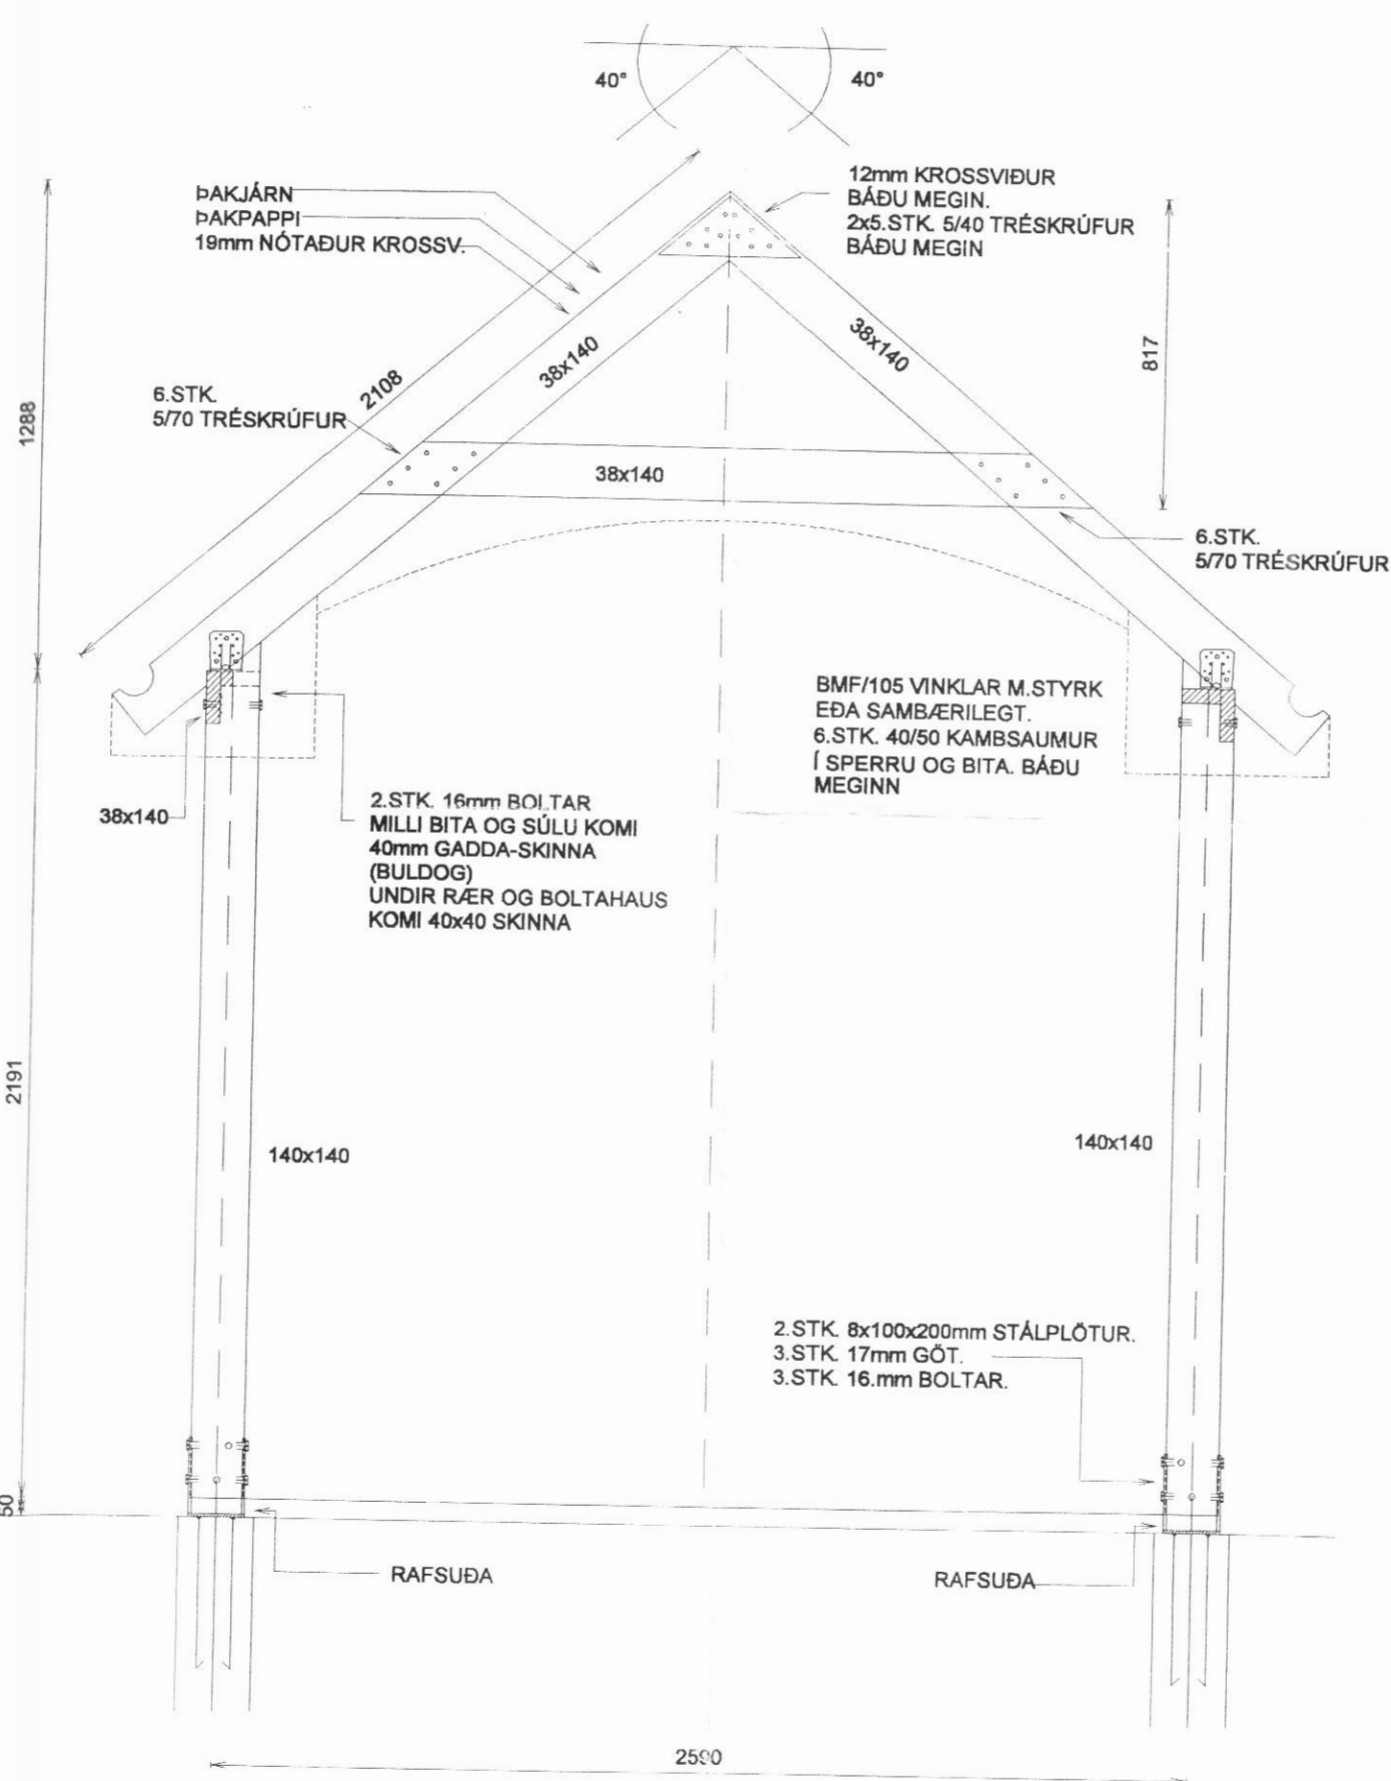 40°
40°
ÞAKJÁRN
ÞAKPAPPI
19mm NÓTAÐUR KROSSV.
12mm KROSSVIÐUR
BÁÐU MEGIN.
2x5.STK. 5/40 TRÉSKRÚFUR
BÁÐU MEGIN
38x140
38x140
817
2108
1288
6.STK.
5/70 TRÉSKRÚFUR
38x140
6.STK.
5/70 TRÉSKRÚFUR
BMF/105 VINKLAR M.STYRK
EÐA SAMBÆRILEGT.
6.STK. 40/50 KAMBSAUMUR
Í SPERRU OG BITA. BÁÐU
MEGINN
38x140
2.STK. 16mm BOLTAR
MILLI BITA OG SÚLU KOMI
40mm GADDA-SKINNA
(BULDOG)
UNDIR RÆR OG BOLTAHAUS
KOMI 40x40 SKINNA
2191
140x140
140x140
2.STK. 8x100x200mm STÁLPLÖTUR.
3.STK. 17mm GÖT.
3.STK. 16.mm BOLTAR.
50
RAFSUÐA
RAFSUÐA
2590